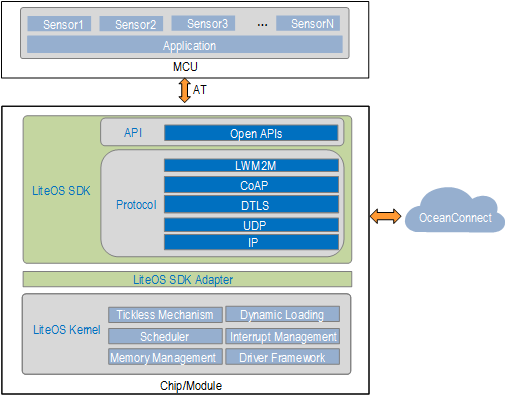 Sensor1 Sensor2 Sensor3 ... SensorN
Application
MCU
AT
API
Open APIs
LiteOS SDK
Protocol
LWM2M
CoAP
DTLS
UDP
IP
OceanConnect
LiteOS SDK Adapter
LiteOS Kernel
Tickless Mechanism Dynamic Loading
Scheduler Interrupt Management
Memory Management Driver Framework
Chip/Module